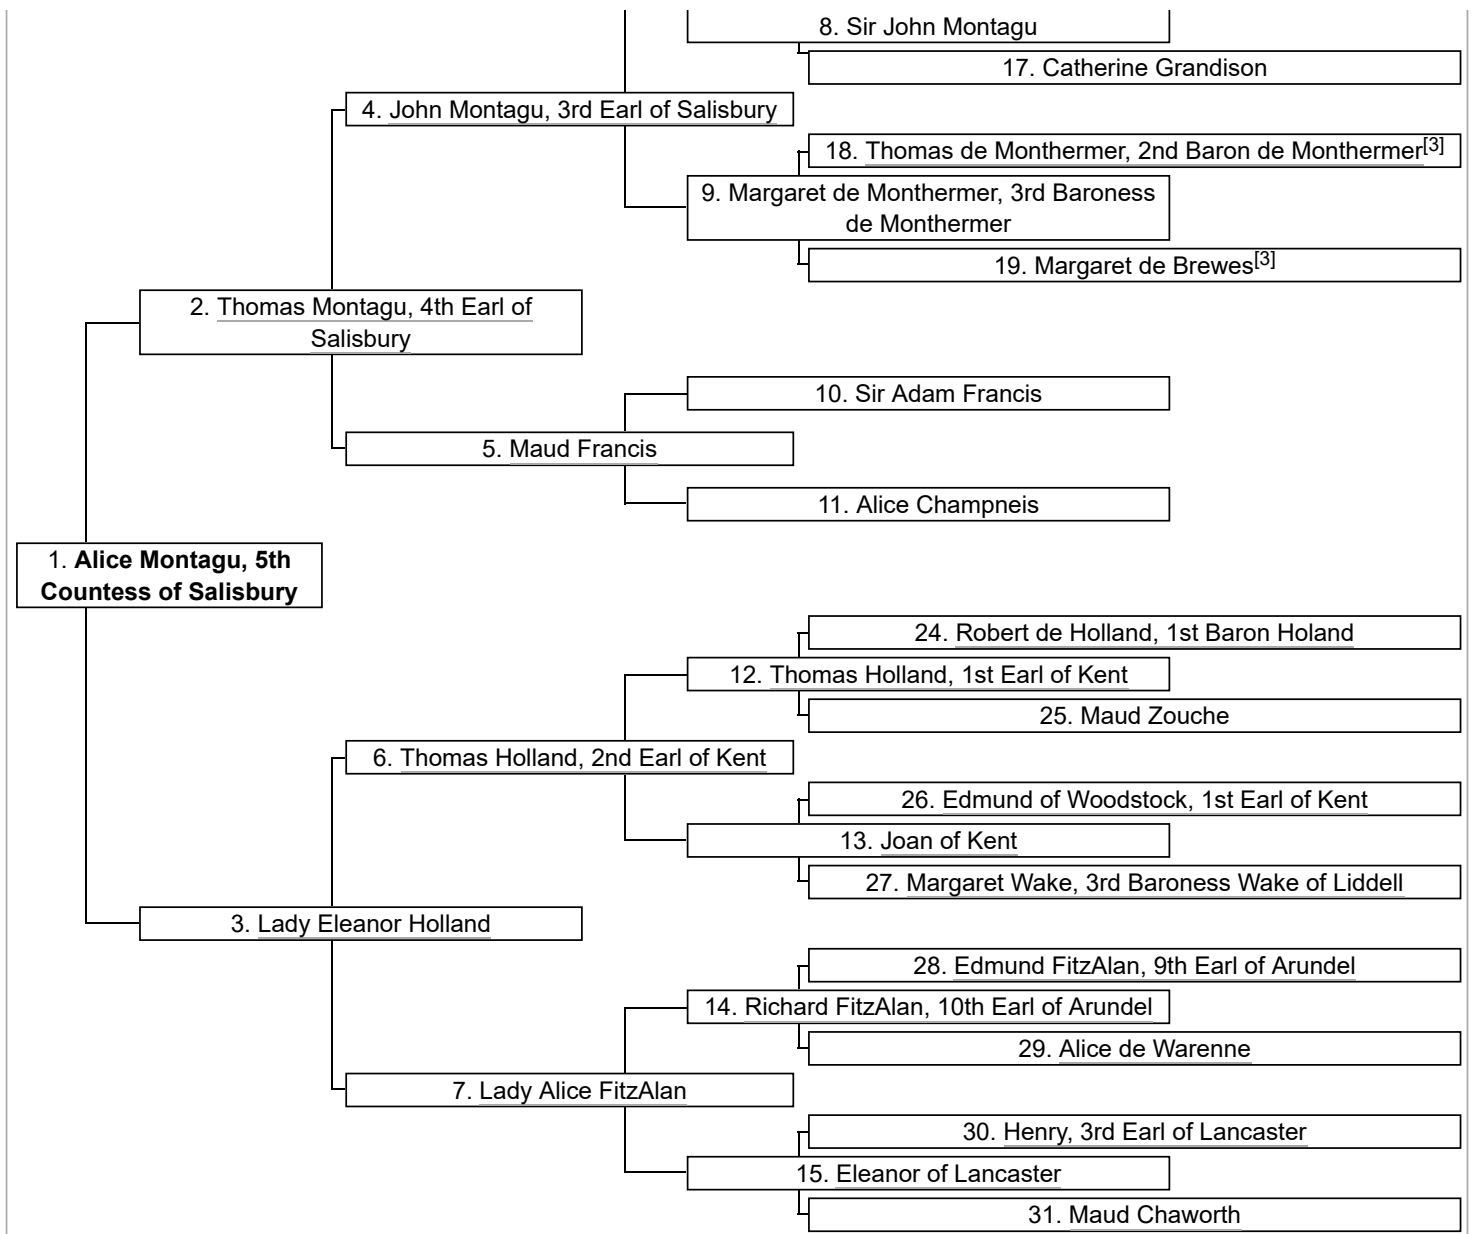 8. Sir John Montagu
17. Catherine Grandison
4. John Montagu, 3rd Earl of Salisbury
18. Thomas de Monthermer, 2nd Baron de Monthermer[3]
9. Margaret de Monthermer, 3rd Baroness
de Monthermer
19. Margaret de Brewes[3]
2. Thomas Montagu, 4th Earl of
Salisbury
10. Sir Adam Francis
5. Maud Francis
11. Alice Champneis
1. Alice Montagu, 5th
Countess of Salisbury
24. Robert de Holland, 1st Baron Holand
12. Thomas Holland, 1st Earl of Kent
25. Maud Zouche
6. Thomas Holland, 2nd Earl of Kent
26. Edmund of Woodstock, 1st Earl of Kent
13. Joan of Kent
27. Margaret Wake, 3rd Baroness Wake of Liddell
3. Lady Eleanor Holland
28. Edmund FitzAlan, 9th Earl of Arundel
14. Richard FitzAlan, 10th Earl of Arundel
29. Alice de Warenne
7. Lady Alice FitzAlan
30. Henry, 3rd Earl of Lancaster
15. Eleanor of Lancaster
31. Maud Chaworth